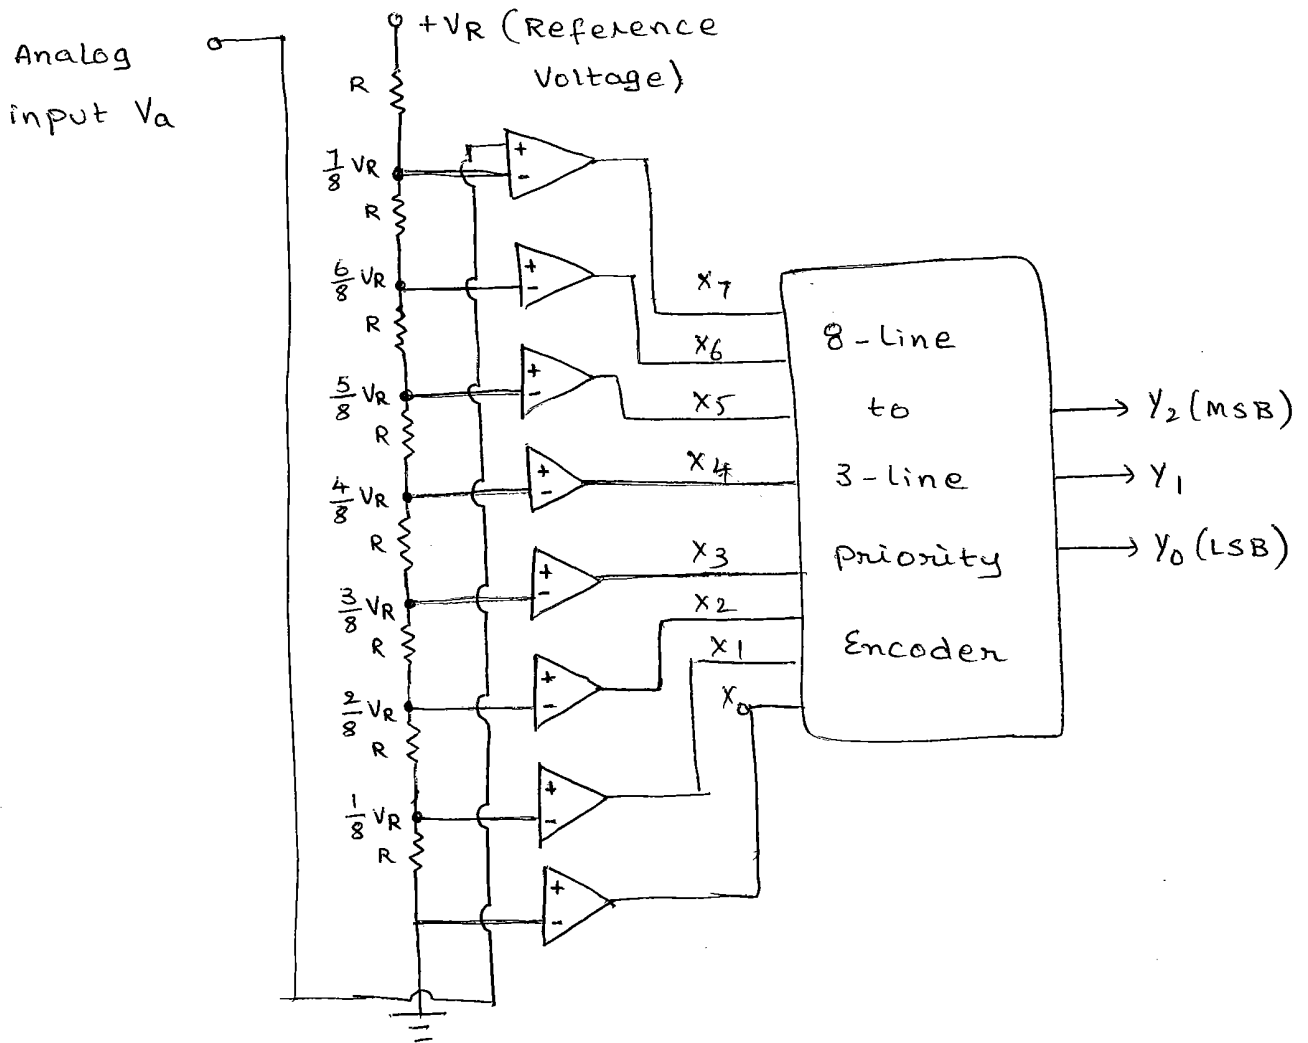 Analog
input Va
+VR (Reference
Voltage)
R
7/8 VR
+
-
R
6/8 VR
+
-
X7
R
X6
8-Line
5/8 VR
+
-
X5
to
Y2 (MSB)
R
4/8 VR
+
-
X4
3-line
Y1
R
X3
Priority
Y0 (LSB)
3/8 VR
+
-
X2
R
X1
Encoder
2/8 VR
+
-
X0
R
1/8 VR
+
-
R
+
-